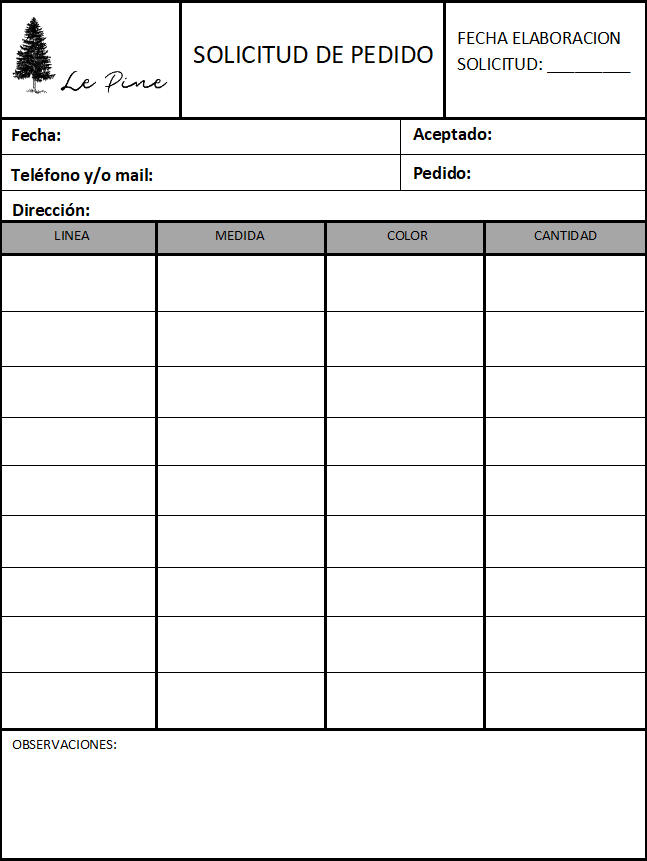 Le Pine
SOLICITUD DE PEDIDO
FECHA ELABORACION
SOLICITUD: _________
Fecha:
Aceptado:
Teléfono y/o mail:
Pedido:
Dirección:
LINEA MEDIDA COLOR CANTIDAD
OBSERVACIONES: